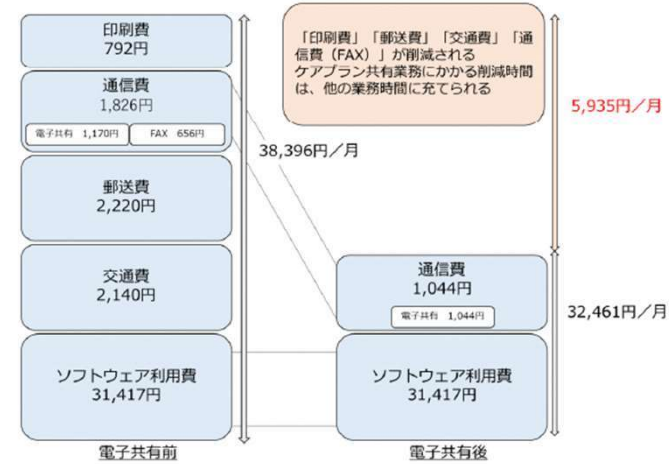 印刷費
792円
通信費
1,826円
電子共有 1,170円
FAX 656円
郵送費
2,220円
交通費
2,140円
ソフトウェア利用費
31,417円
電子共有前
38,396円／月
「印刷費」「郵送費」「交通費」「通
信費（FAX）」が削減される
ケアプラン共有業務にかかる削減時間
は、他の業務時間に充てられる
5,935円／月
通信費
1,044円
電子共有 1,044円
32,461円／月
ソフトウェア利用費
31,417円
電子共有後